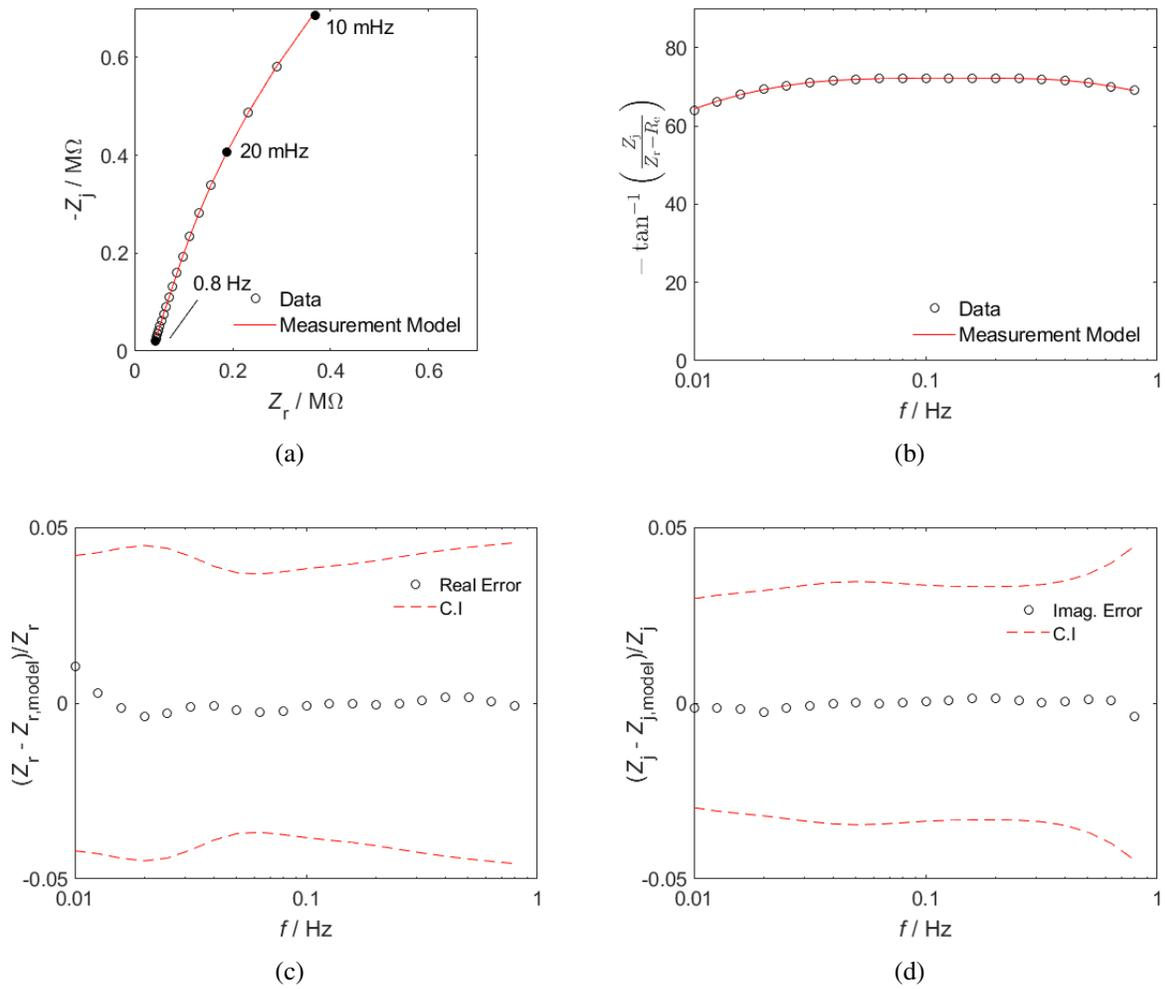 0.6
0.4
0.2
0
0 0.2 0.4 0.6
-Zj / MΩ
Zr / MΩ
10 mHz
20 mHz
0.8 Hz
Data
Measurement Model
(a)
80
60
40
20
0
0.01 0.1 1
− tan−1 (Zj / Zr−Re)
f / Hz
Data
Measurement Model
(b)
0.05
0
-0.05
0.01 0.1 1
(Zr - Zr,model)/Zr
f / Hz
Real Error
C.I
(c)
0.05
0
-0.05
0.01 0.1 1
(Zj - Zj,model)/Zj
f / Hz
Imag. Error
C.I
(d)